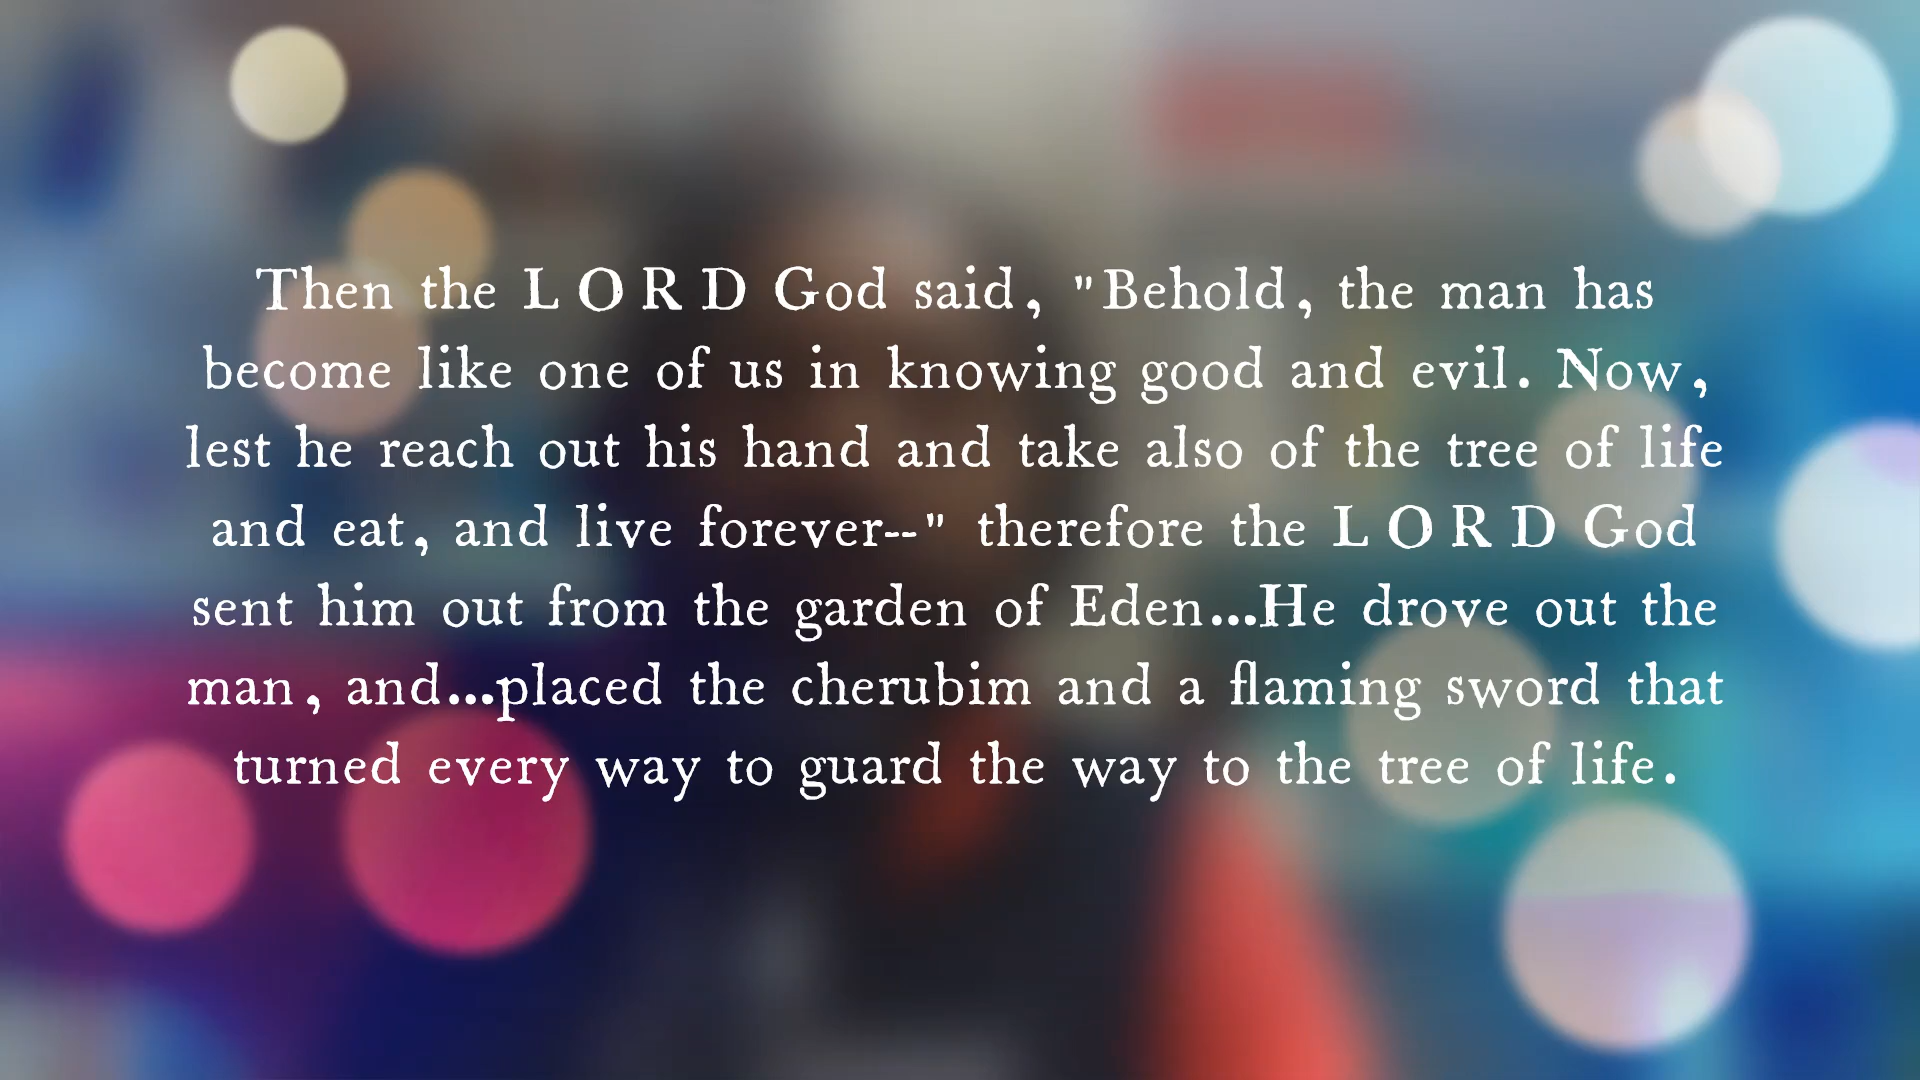 Then the L O R D God said, "Behold, the man has
become like one of us in knowing good and evil. Now,
lest he reach out his hand and take also of the tree of life
and eat, and live forever--" therefore the L O R D God
sent him out from the garden of Eden...He drove out the
man, and...placed the cherubim and a flaming sword that
turned every way to guard the way to the tree of life.